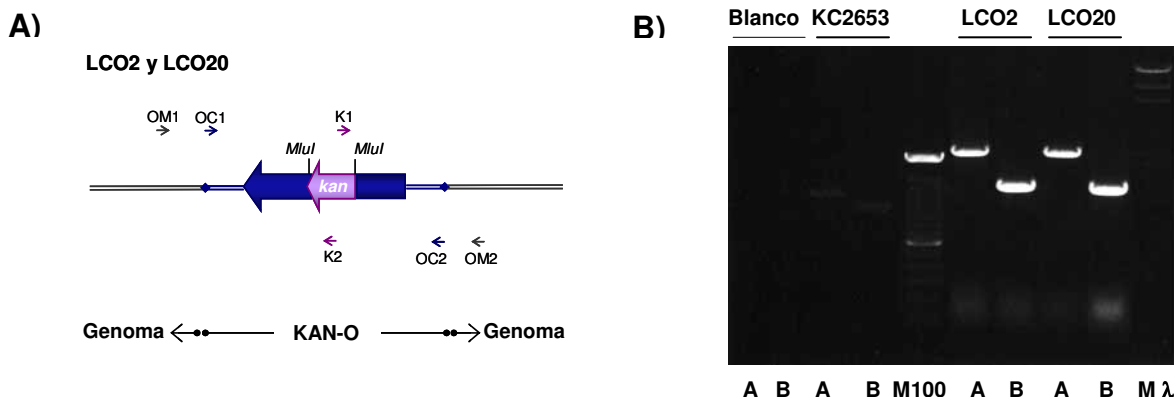 A)
LCO2 y LCO20
OM1 OC1 K1
MluI MluI
kan
K2 OC2 OM2
Genoma KAN-O Genoma
B)
Blanco KC2653 LCO2 LCO20
A B A B M100 A B A B M λ